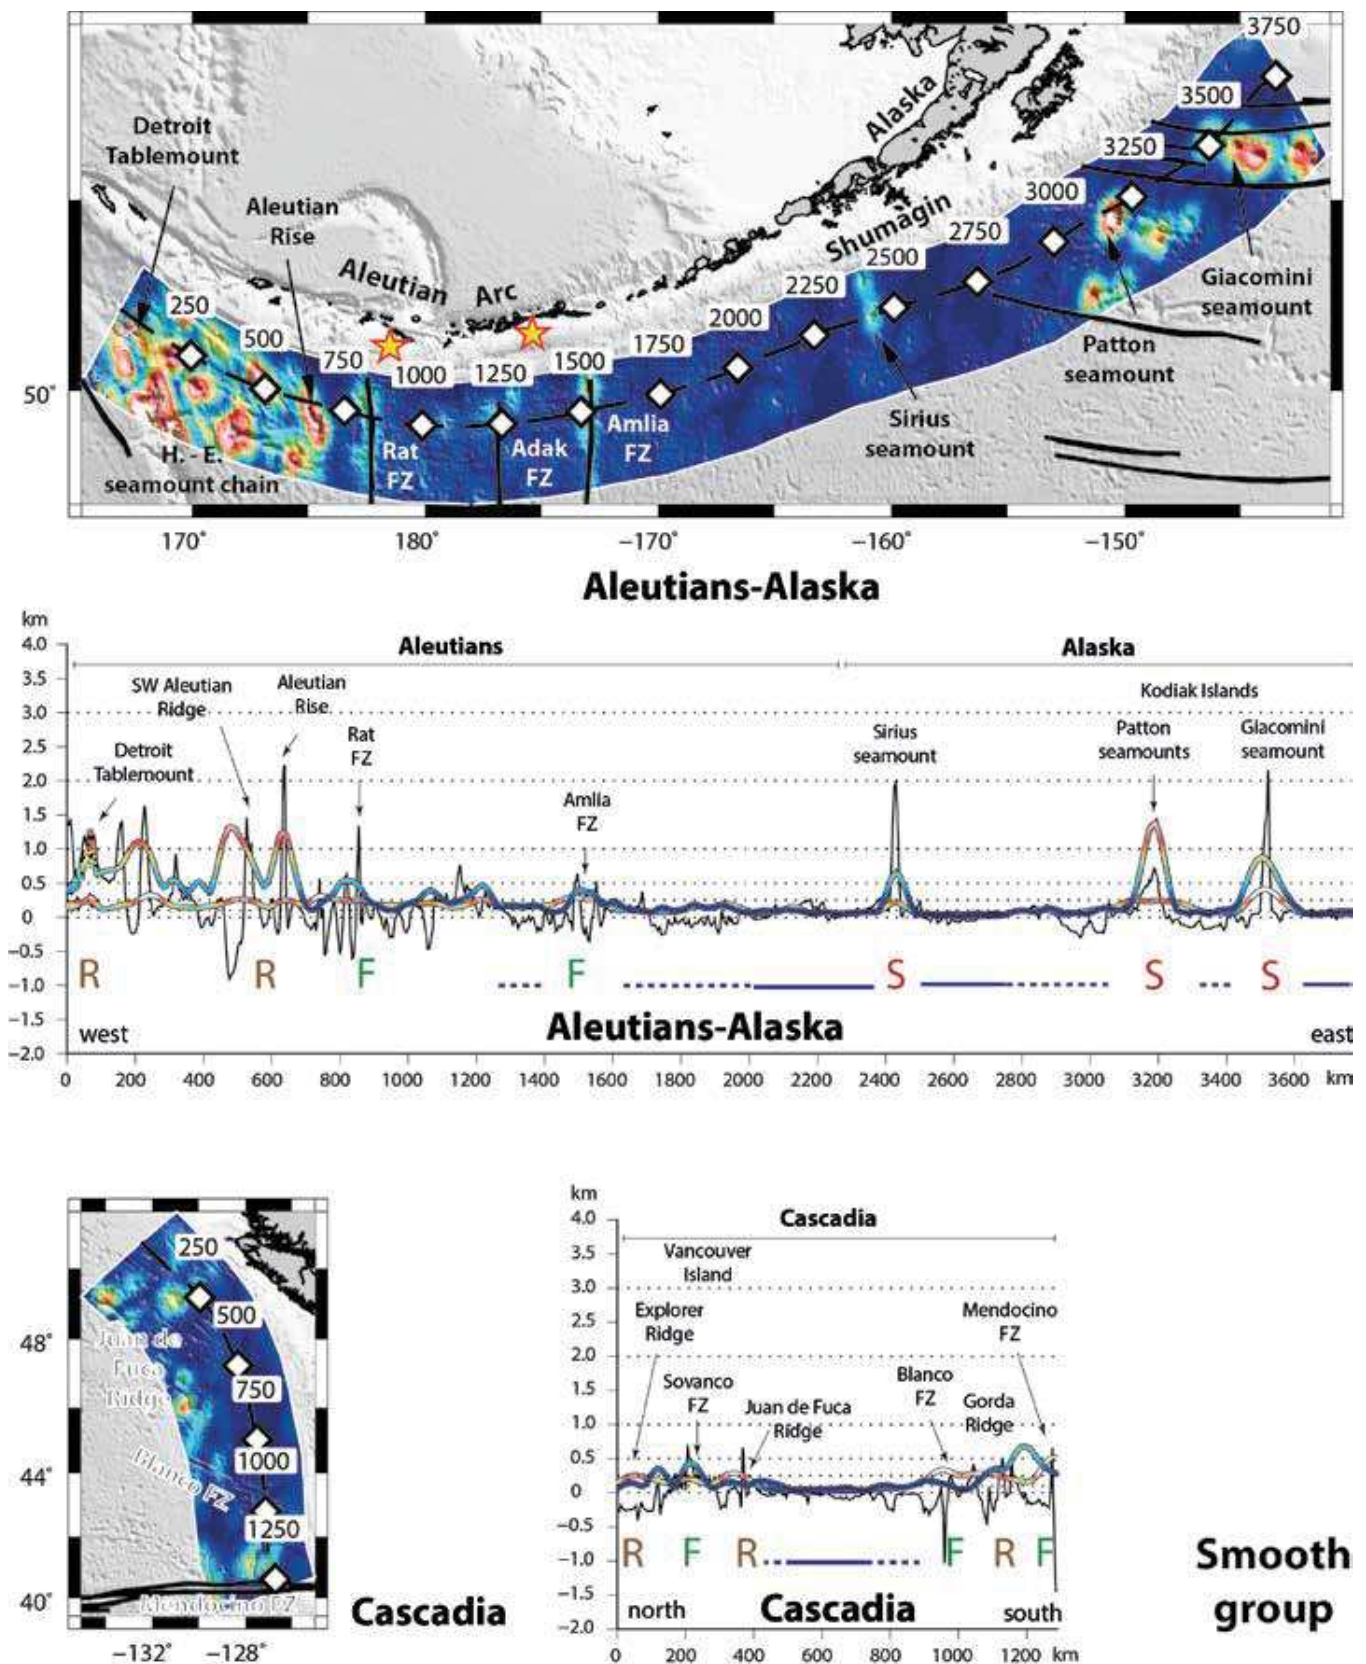 3750
Detroit
Tablemount
Alaska
3500
3250
Aleutian
Rise
3000
Shumagin
2750
2500
Aleutian
Arc
2250
Giacomini
seamount
250
500
750
1000
1250
1500
1750
2000
Patton
seamount
50°
Rat
FZ
Adak
FZ
Amlia
FZ
Sirius
seamount
H. - E.
seamount chain
170°
180°
−170°
−160°
−150°
Aleutians-Alaska
km
4.0
3.5
3.0
2.5
2.0
1.5
1.0
0.5
0
−0.5
−1.0
−1.5
−2.0
Aleutians
Alaska
SW Aleutian
Ridge
Aleutian
Rise
Kodiak Islands
Detroit
Tablemount
Rat
FZ
Sirius
seamount
Patton
seamounts
Giacomini
seamount
Amlia
FZ
R R F F S S S
west
Aleutians-Alaska
east
0 200 400 600 800 1000 1200 1400 1600 1800 2000 2200 2400 2600 2800 3000 3200 3400 3600 km
250
500
750
1000
1250
48°
44°
40°
Juan de
Fuca
Ridge
Blanco FZ
Mendocino FZ
−132°
−128°
Cascadia
km
4.0
3.5
3.0
2.5
2.0
1.5
1.0
0.5
0
−0.5
−1.0
−1.5
−2.0
Cascadia
Vancouver
Island
Explorer
Ridge
Mendocino
FZ
Sovanco
FZ
Blanco
FZ
Juan de Fuca
Ridge
Gorda
Ridge
R F R F R F
north
Cascadia
south
0 200 400 600 800 1000 1200 km
Smooth
group